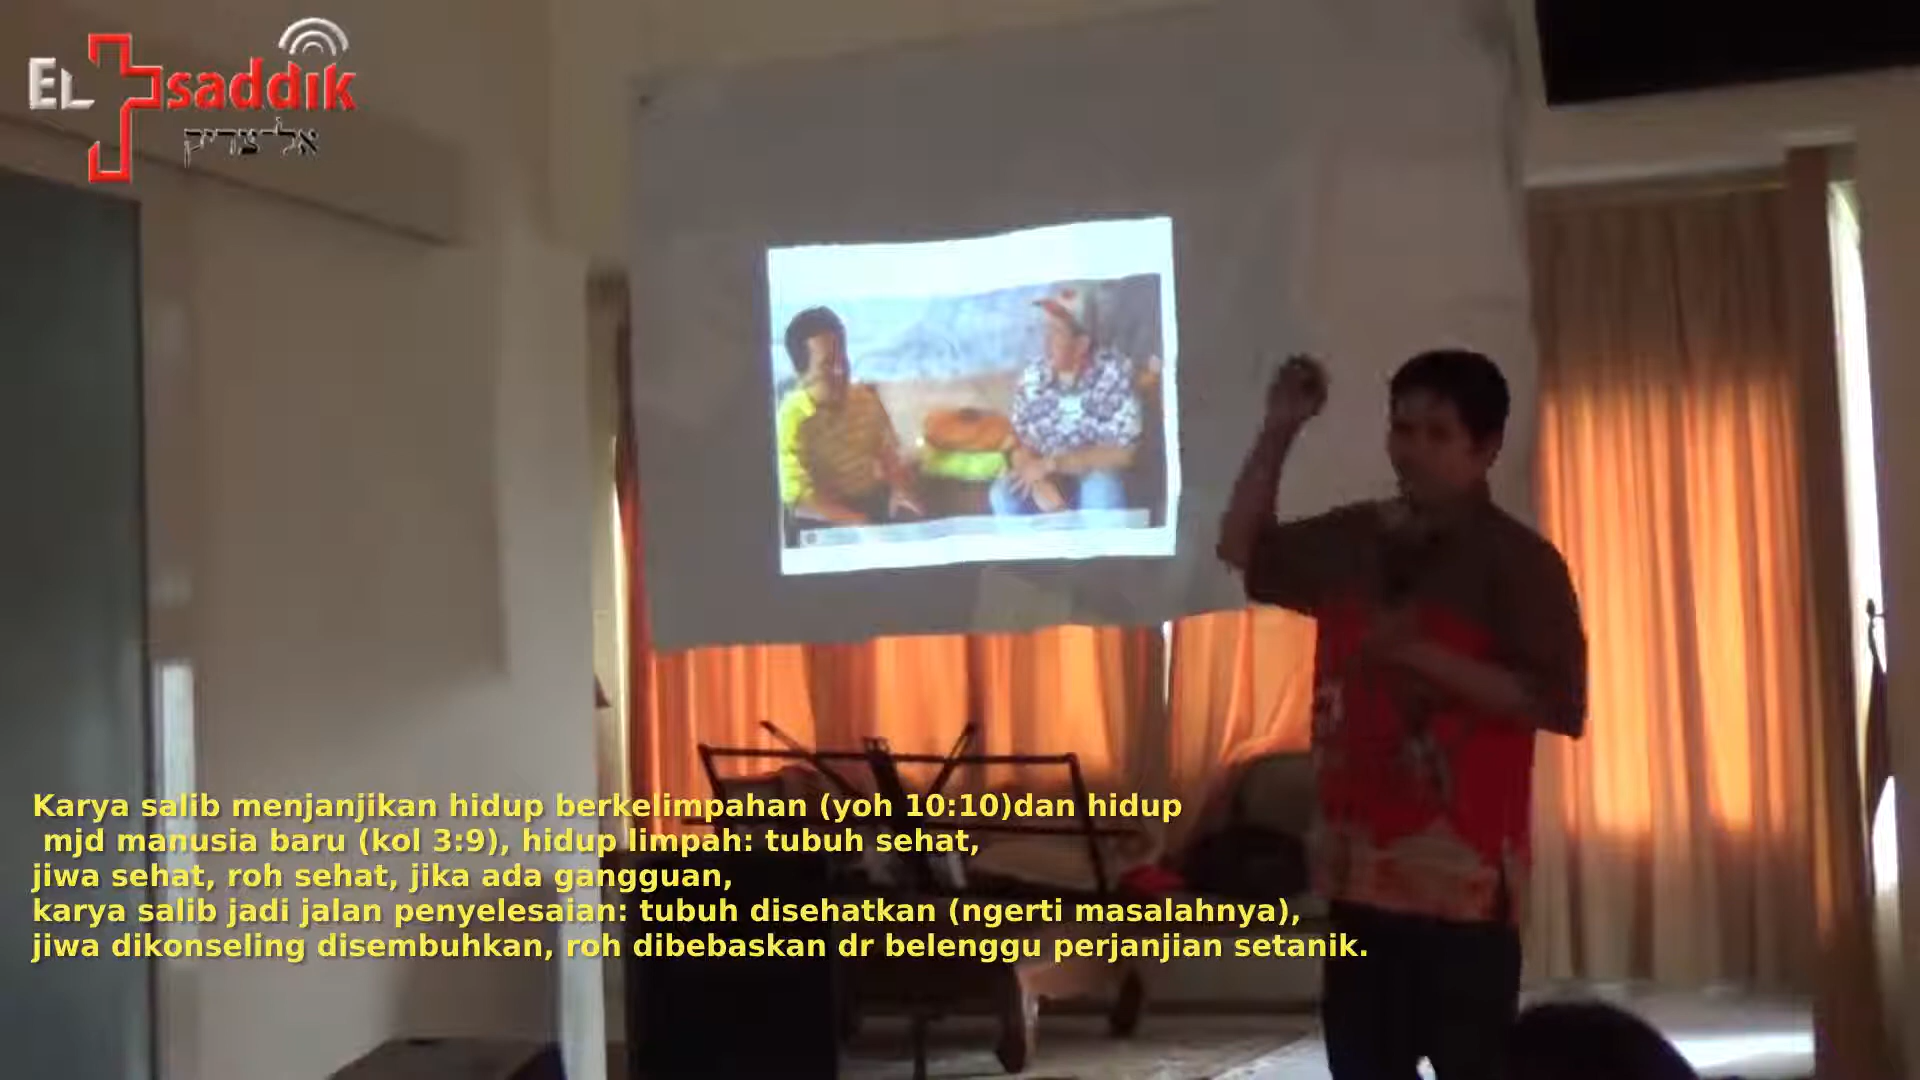 EL saddik
אל־צדיק
Karya salib menjanjikan hidup berkelimpahan (yoh 10:10)dan hidup
mjd manusia baru (kol 3:9), hidup limpah: tubuh sehat,
jiwa sehat, roh sehat, jika ada gangguan,
karya salib jadi jalan penyelesaian: tubuh disehatkan (ngerti masalahnya),
jiwa dikonseling disembuhkan, roh dibebaskan dr belenggu perjanjian setanik.